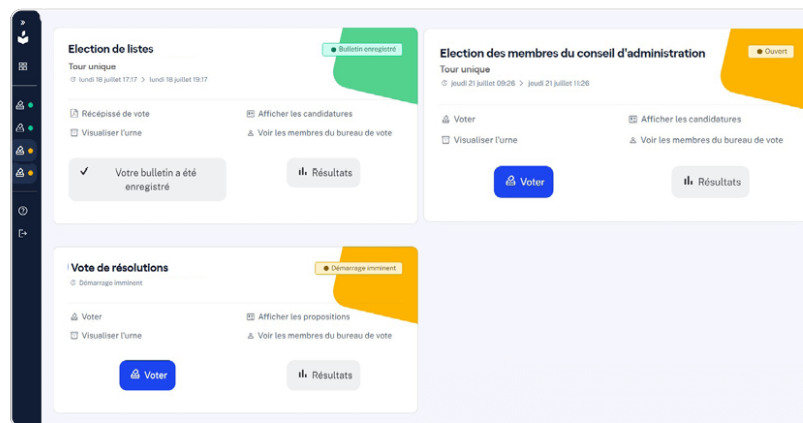 Election de listes
Bulletin enregistré
Tour unique
lundi 18 juillet 17:17 > lundi 18 juillet 19:17
Récépissé de vote
Afficher les candidatures
Visualiser l'urne
Voir les membres du bureau de vote
Votre bulletin a été
enregistré
Résultats
Election des membres du conseil d'administration
Ouvert
Tour unique
jeudi 21 juillet 09:26 > jeudi 21 juillet 11:26
Voter
Afficher les candidatures
Visualiser l'urne
Voir les membres du bureau de vote
Voter
Résultats
Vote de résolutions
Démarrage imminent
Démarrage imminent
Voter
Afficher les propositions
Visualiser l'urne
Voir les membres du bureau de vote
Voter
Résultats